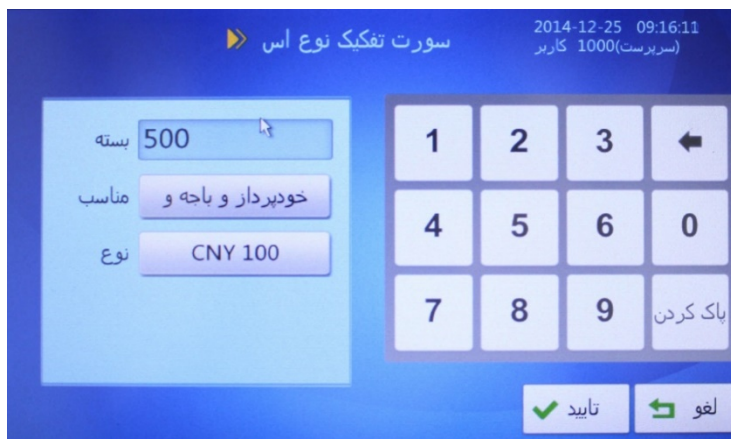 سورت تفکیک نوع اس
2014-12-25 09:16:11
کاربر 1000(سرپرست)
بسته 500
مناسب خودپرداز و باجه و
نوع CNY 100
1 2 3
4 5 6 0
7 8 9 پاک کردن
تایید لغو